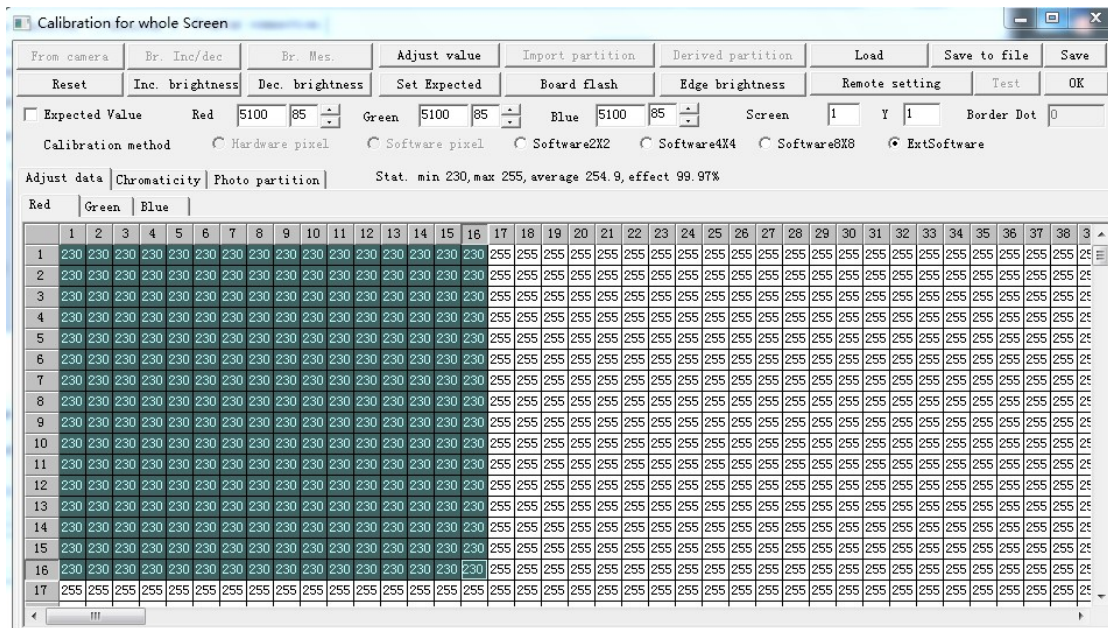 Calibration for whole Screen
From camera Br. Inc/dec Br. Mes. Adjust value Import partition Derived partition Load Save to file Save
Reset Inc. brightness Dec. brightness Set Expected Board flash Edge brightness Remote setting Test OK
Expected Value Red 5100 85 Green 5100 85 Blue 5100 85 Screen 1 Y 1 Border Dot 0
Calibration method Hardware pixel Software pixel Software2X2 Software4X4 Software8X8 ExtSoftware
Adjust data Chromaticity Photo partition Stat. min 230, max 255, average 254.9, effect 99.97%
Red Green Blue
1 2 3 4 5 6 7 8 9 10 11 12 13 14 15 16 17 18 19 20 21 22 23 24 25 26 27 28 29 30 31 32 33 34 35 36 37 38 3
1 230 230 230 230 230 230 230 230 230 230 230 230 230 230 230 230 255 255 255 255 255 255 255 255 255 255 255 255 255 255 255 255 255 255 255 255 255 255 25
2 230 230 230 230 230 230 230 230 230 230 230 230 230 230 230 230 255 255 255 255 255 255 255 255 255 255 255 255 255 255 255 255 255 255 255 255 255 255 25
3 230 230 230 230 230 230 230 230 230 230 230 230 230 230 230 230 255 255 255 255 255 255 255 255 255 255 255 255 255 255 255 255 255 255 255 255 255 255 25
4 230 230 230 230 230 230 230 230 230 230 230 230 230 230 230 230 255 255 255 255 255 255 255 255 255 255 255 255 255 255 255 255 255 255 255 255 255 255 25
5 230 230 230 230 230 230 230 230 230 230 230 230 230 230 230 230 255 255 255 255 255 255 255 255 255 255 255 255 255 255 255 255 255 255 255 255 255 255 25
6 230 230 230 230 230 230 230 230 230 230 230 230 230 230 230 230 255 255 255 255 255 255 255 255 255 255 255 255 255 255 255 255 255 255 255 255 255 255 25
7 230 230 230 230 230 230 230 230 230 230 230 230 230 230 230 230 255 255 255 255 255 255 255 255 255 255 255 255 255 255 255 255 255 255 255 255 255 255 25
8 230 230 230 230 230 230 230 230 230 230 230 230 230 230 230 230 255 255 255 255 255 255 255 255 255 255 255 255 255 255 255 255 255 255 255 255 255 255 25
9 230 230 230 230 230 230 230 230 230 230 230 230 230 230 230 230 255 255 255 255 255 255 255 255 255 255 255 255 255 255 255 255 255 255 255 255 255 255 25
10 230 230 230 230 230 230 230 230 230 230 230 230 230 230 230 230 255 255 255 255 255 255 255 255 255 255 255 255 255 255 255 255 255 255 255 255 255 255 25
11 230 230 230 230 230 230 230 230 230 230 230 230 230 230 230 230 255 255 255 255 255 255 255 255 255 255 255 255 255 255 255 255 255 255 255 255 255 255 25
12 230 230 230 230 230 230 230 230 230 230 230 230 230 230 230 230 255 255 255 255 255 255 255 255 255 255 255 255 255 255 255 255 255 255 255 255 255 255 25
13 230 230 230 230 230 230 230 230 230 230 230 230 230 230 230 230 255 255 255 255 255 255 255 255 255 255 255 255 255 255 255 255 255 255 255 255 255 255 25
14 230 230 230 230 230 230 230 230 230 230 230 230 230 230 230 230 255 255 255 255 255 255 255 255 255 255 255 255 255 255 255 255 255 255 255 255 255 255 25
15 230 230 230 230 230 230 230 230 230 230 230 230 230 230 230 230 255 255 255 255 255 255 255 255 255 255 255 255 255 255 255 255 255 255 255 255 255 255 25
16 230 230 230 230 230 230 230 230 230 230 230 230 230 230 230 230 255 255 255 255 255 255 255 255 255 255 255 255 255 255 255 255 255 255 255 255 255 255 25
17 255 255 255 255 255 255 255 255 255 255 255 255 255 255 255 255 255 255 255 255 255 255 255 255 255 255 255 255 255 255 255 255 255 255 255 255 255 255 25